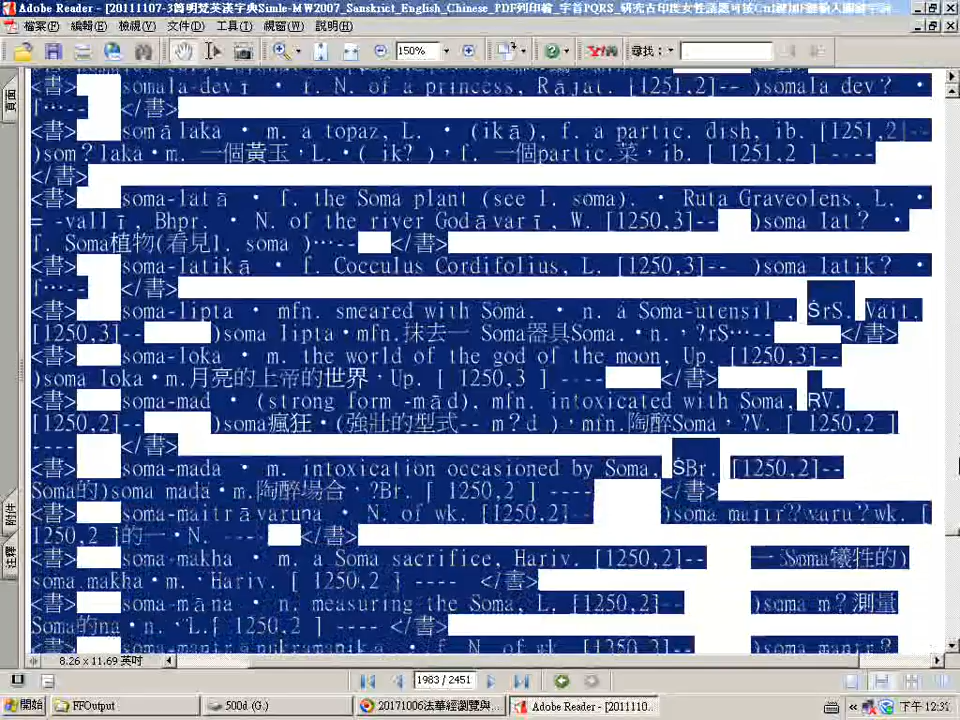 Adobe Reader - [20111107-3簡明梵英漢字典Simle-MW2007_Sanskrict_English_Chinese_PDF列印檔_字首PQRS_研究古印度女性議題可按Ctrl
檔案(F) 編輯(E) 檢視(V) 文件(D) 工具(T) 視窗(W) 說明(H)
150% 尋找:
頁面
<書> somala-devī • f. N. of a princess, Rājat. [1251,2]-- )somala dev? •
f…-- </書>
<書> somālaka • m. a topaz, L. • (ikā), f. a partic. dish, ib. [1251,2]--
)som?laka•m. 一個黃玉,L.•( ik? ),f. 一個partic.菜,ib. [ 1251,2 ] ----
</書>
<書> soma-latā • f. the Soma plant (see 1. soma). • Ruta Graveolens, L. •
= -vallī, Bhpr. • N. of the river Godāvarī, W. [1250,3]-- )soma lat? •
f. Soma植物(看見1. soma )…-- </書>
<書> soma-latikā • f. Cocculus Cordifolius, L. [1250,3]-- )soma latik? •
f…-- </書>
<書> soma-lipta • mfn. smeared with Soma. • n. a Soma-utensil , ŚrS. Vait.
[1250,3]-- )soma lipta•mfn.抹去一 Soma器具Soma.•n ,?rS…-- </書>
<書> soma-loka • m. the world of the god of the moon, Up. [1250,3]--
)soma loka•m.月亮的上帝的世界,Up. [ 1250,3 ] ---- </書>
<書> soma-mad • (strong form -mād), mfn. intoxicated with Soma, RV.
[1250,2]-- )soma瘋狂•(強壯的型式-- m?d ),mfn.陶醉Soma,?V. [ 1250,2 ]
---- </書>
<書> soma-mada • m. intoxication occasioned by Soma, ŚBr. [1250,2]--
Soma的)soma mada•m.陶醉場合,?Br. [ 1250,2 ] ---- </書>
<書> soma-maitrāvaruna • N. of wk. [1250,2]-- )soma maitr??waru?wk. [
1250,2 ]的一•N. ---- </書>
<書> soma-makha • m. a Soma sacrifice, Hariv. [1250,2]-- 一 Soma犧牲的)
soma makha•m.,Hariv. [ 1250,2 ] ---- </書>
<書> soma-māna • n. measuring the Soma, L. [1250,2]-- )soma m?測量
Soma的na•n.,L.[ 1250,2 ] ---- </書>
附件
注釋
8.26 x 11.69 英吋
1983 / 2451
開始 FFOutput 500d (G:) 20171006法華經瀏覽與... Adobe Reader - [2011110... 下午 12:31